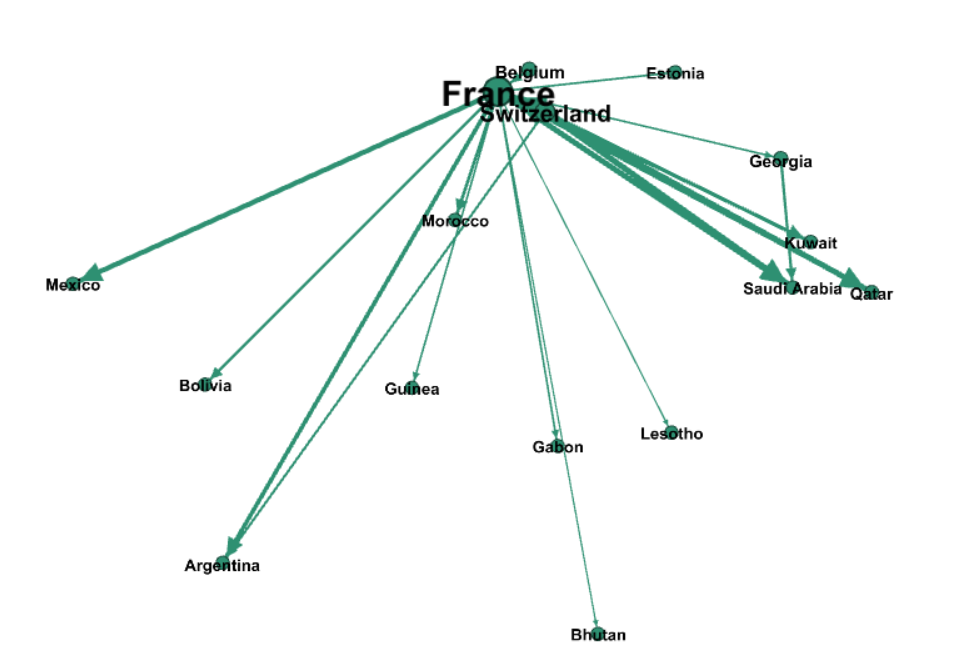 Belgium
Estonia
France
Switzerland
Georgia
Morocco
Kuwait
Mexico
Saudi Arabia
Qatar
Bolivia
Guinea
Lesotho
Gabon
Argentina
Bhutan